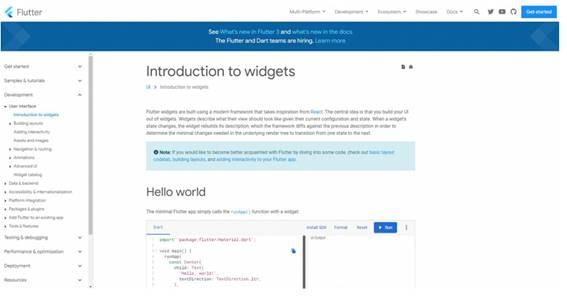 Flutter
Multi-Platform Development Ecosystem Showcase Docs Get started
See What's new in Flutter 3 and what's new in the docs
The Flutter and Dart teams are hiring. Learn more
Get started
Samples & tutorials
Development
User interface
Introduction to widgets
Building layouts
Adding interactivity
Assets and images
Navigation & routing
Animations
Advanced UI
Widget catalog
Data & backend
Accessibility & internationalization
Platform integration
Packages & plugins
Add Flutter to an existing app
Tools & features
Testing & debugging
Performance & optimization
Deployment
Resources
Introduction to widgets
UI > Introduction to widgets
Flutter widgets are built using a modern framework that takes inspiration from React. The central idea is that you build your UI
out of widgets. Widgets describe what their view should look like given their current configuration and state. When a widget's
state changes, the widget rebuilds its description, which the framework diffs against the previous description in order to
determine the minimal changes needed in the underlying render tree to transition from one state to the next.
Note: If you would like to become better acquainted with Flutter by diving into some code, check out basic layout
codelab, building layouts, and adding interactivity to your Flutter app.
Hello world
The minimal Flutter app simply calls the runApp() function with a widget:
Dart Install SDK Format Reset Run
import 'package:flutter/material.dart';
void main() {
runApp(
const Center(
child: Text(
'Hello, world!',
textDirection: TextDirection.ltr,
),
UI Output